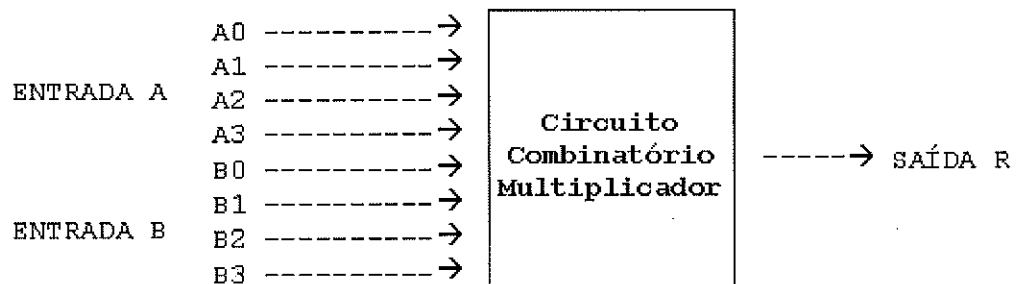 A0 ----------→
A1 ----------→
ENTRADA A
A2 ----------→
A3 ----------→
B0 ----------→
B1 ----------→
ENTRADA B
B2 ----------→
B3 ----------→
Circuito
Combinatório
Multiplicador
-----→ SAÍDA R